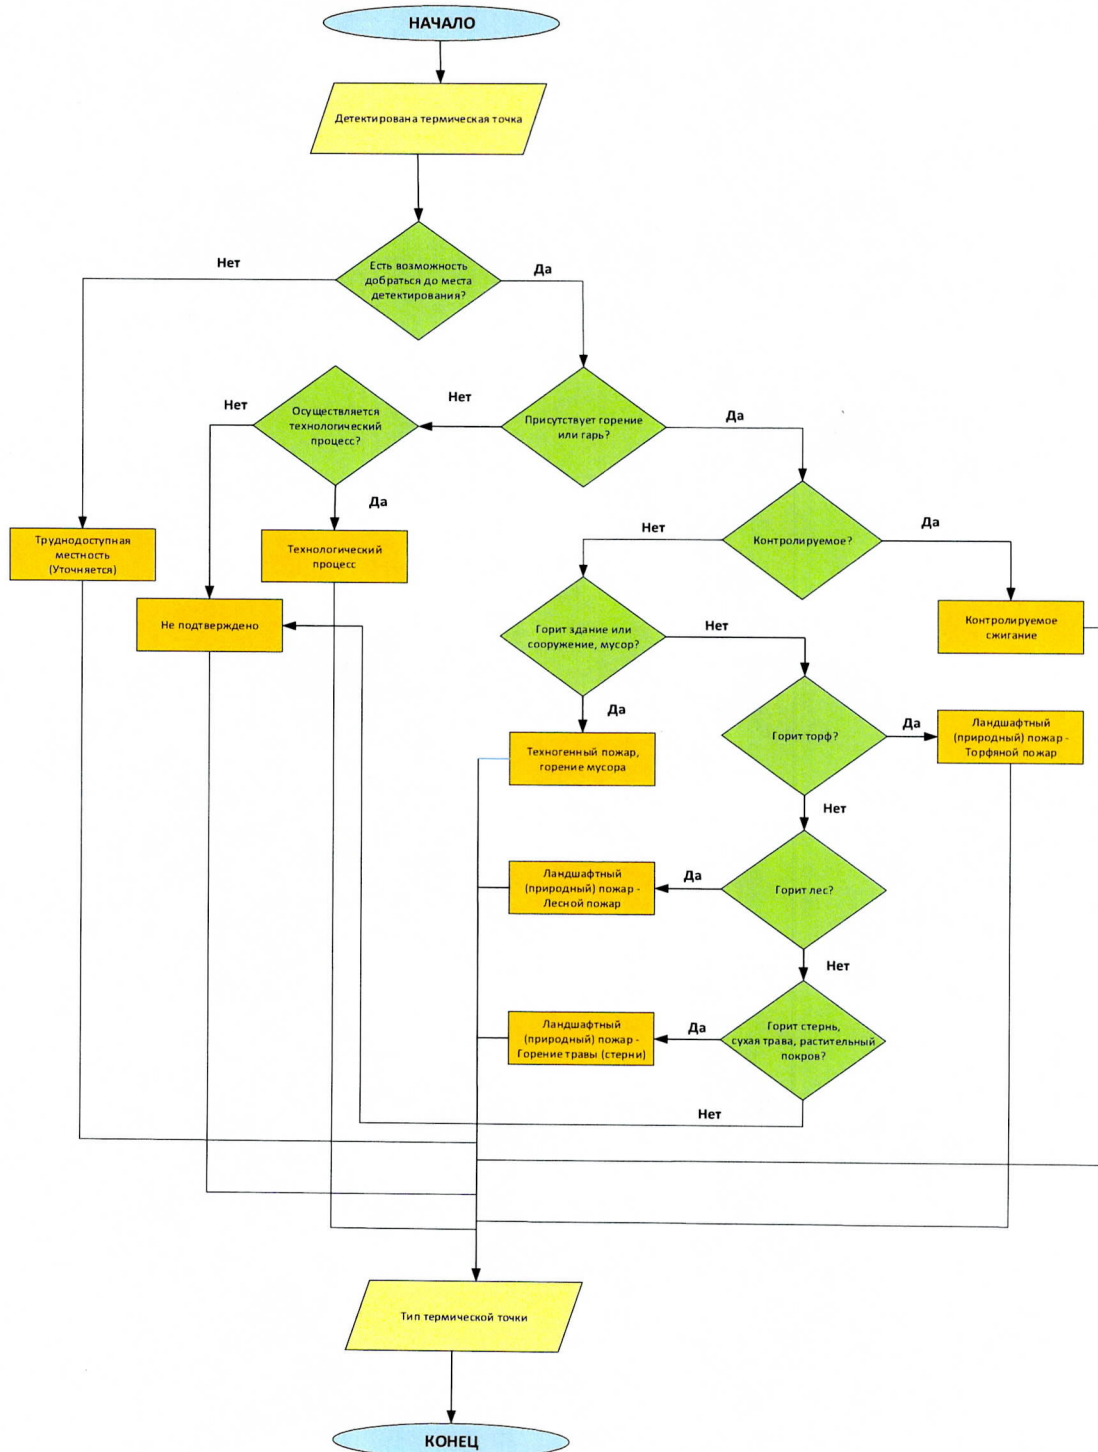 НАЧАЛО
Детектирована термическая точка
Нет
Есть возможность
добраться до места
детектирования?
Да
Нет
Осуществляется
технологический
процесс?
Нет
Присутствует горение
или гарь?
Да
Да
Труднодоступная
местность
(Уточняется)
Технологический
процесс
Нет
Контролируемое?
Да
Не подтверждено
Горит здание или
сооружение, мусор?
Нет
Контролируемое
сжигание
Да
Техногенный пожар,
горение мусора
Горит торф?
Да
Ландшафтный
(природный) пожар -
Торфяной пожар
Нет
Ландшафтный
(природный) пожар -
Лесной пожар
Да
Горит лес?
Нет
Ландшафтный
(природный) пожар -
Горение травы (стерни)
Да
Горит стернь,
сухая трава, растительный
покров?
Нет
Тип термической точки
КОНЕЦ